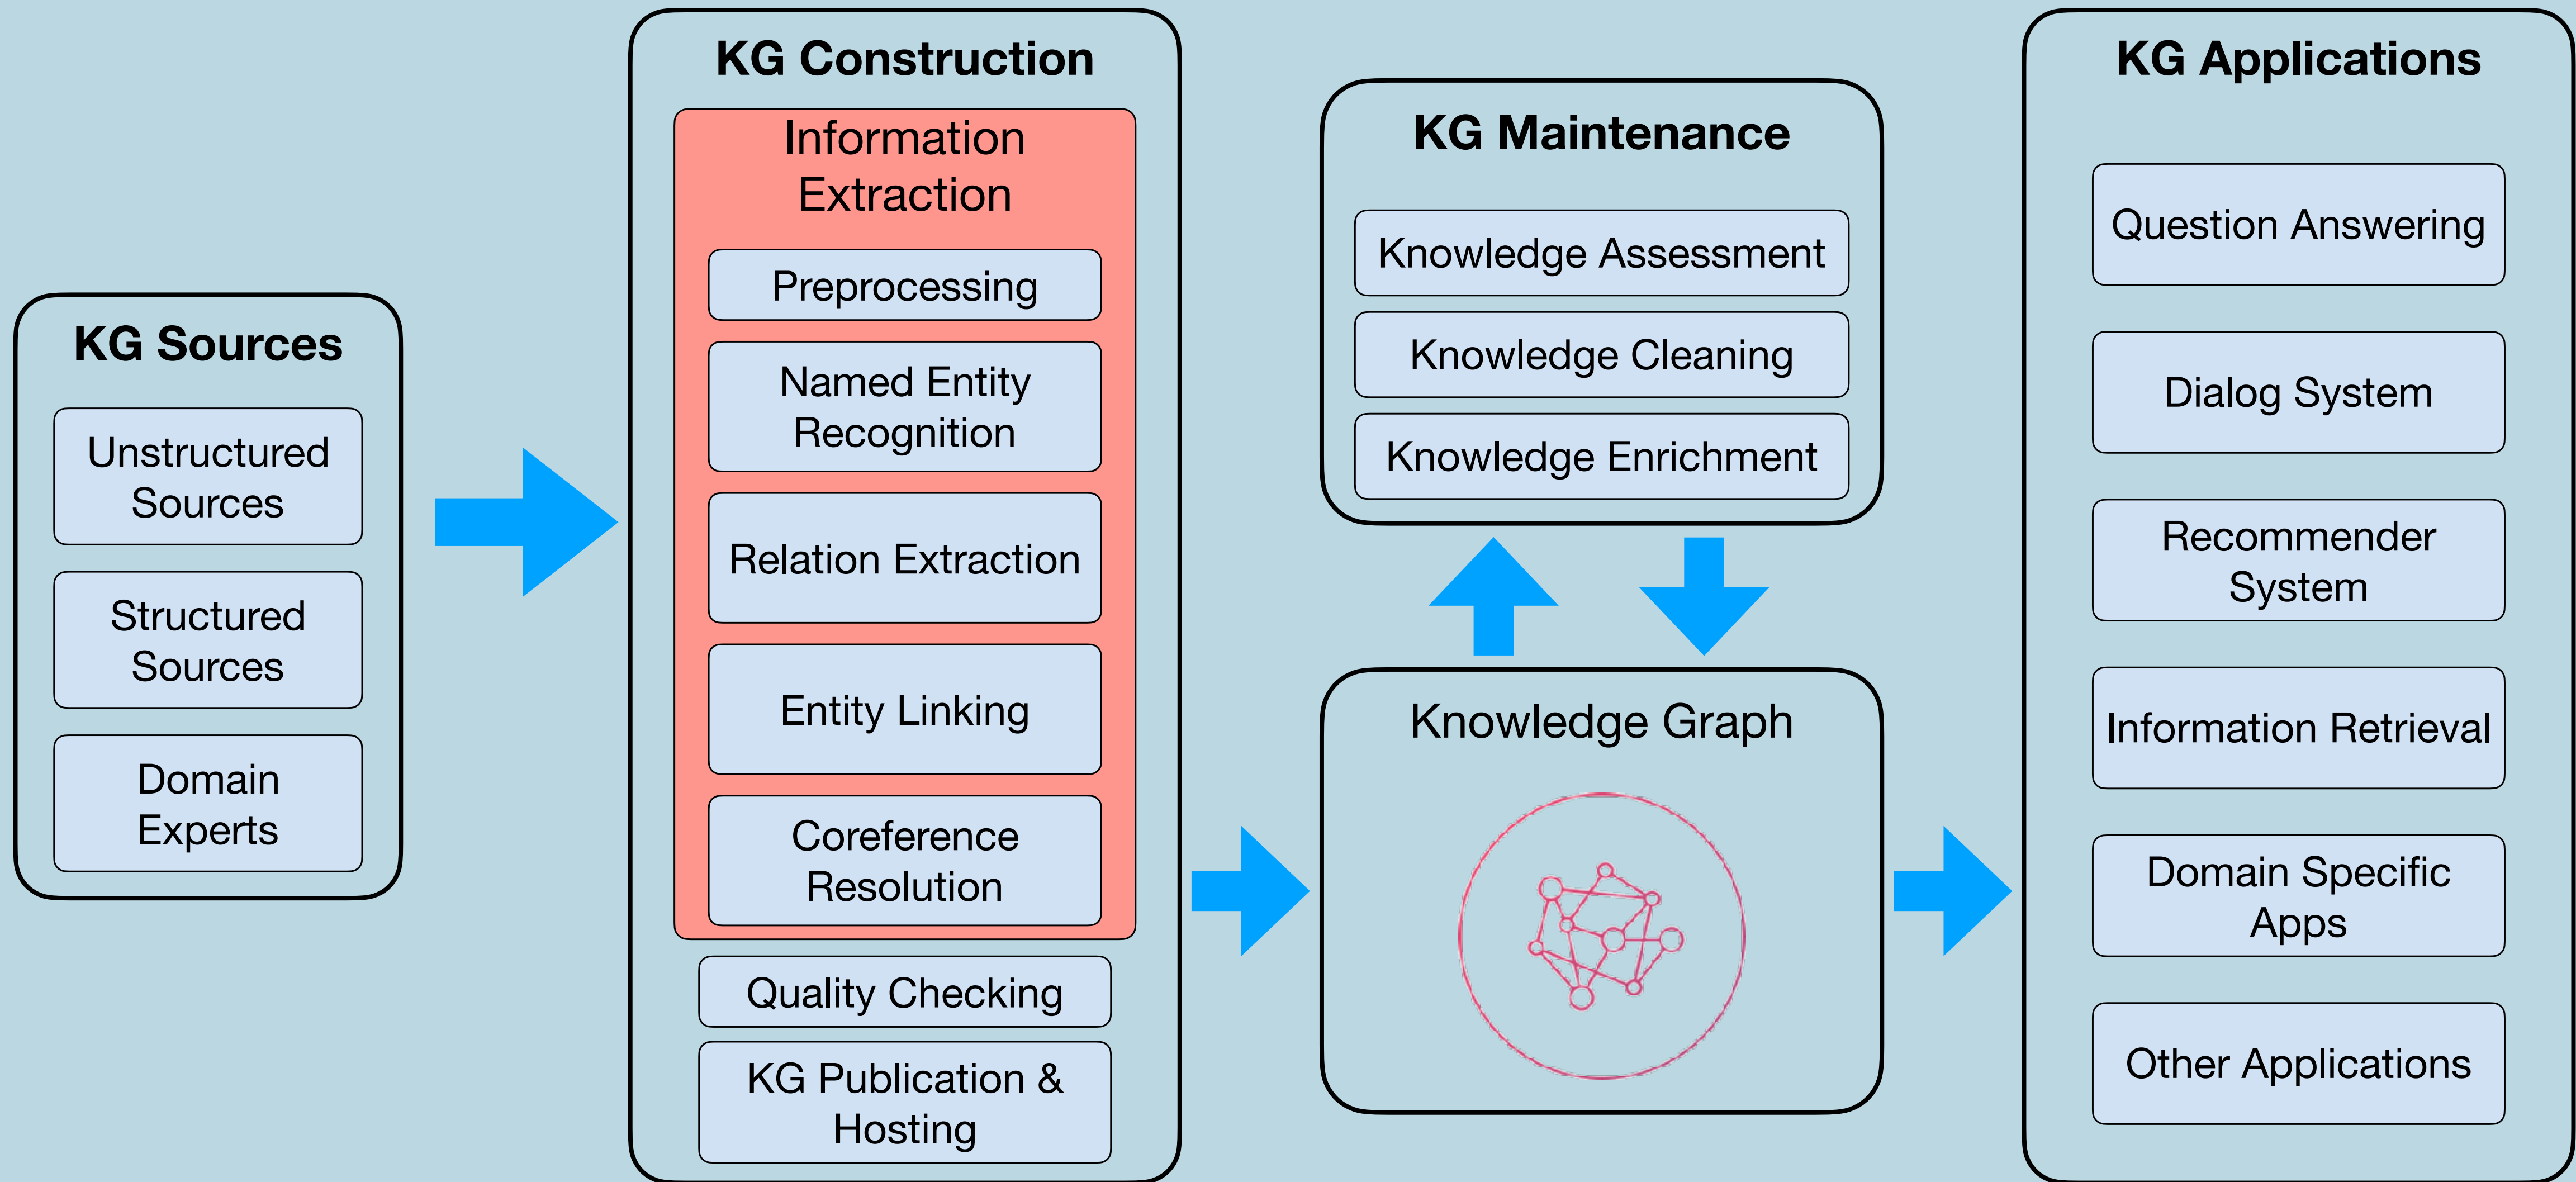 KG Sources
Unstructured
Sources
Structured
Sources
Domain
Experts
KG Construction
Information
Extraction
Preprocessing
Named Entity
Recognition
Relation Extraction
Entity Linking
Coreference
Resolution
Quality Checking
KG Publication &
Hosting
KG Maintenance
Knowledge Assessment
Knowledge Cleaning
Knowledge Enrichment
Knowledge Graph
KG Applications
Question Answering
Dialog System
Recommender
System
Information Retrieval
Domain Specific
Apps
Other Applications